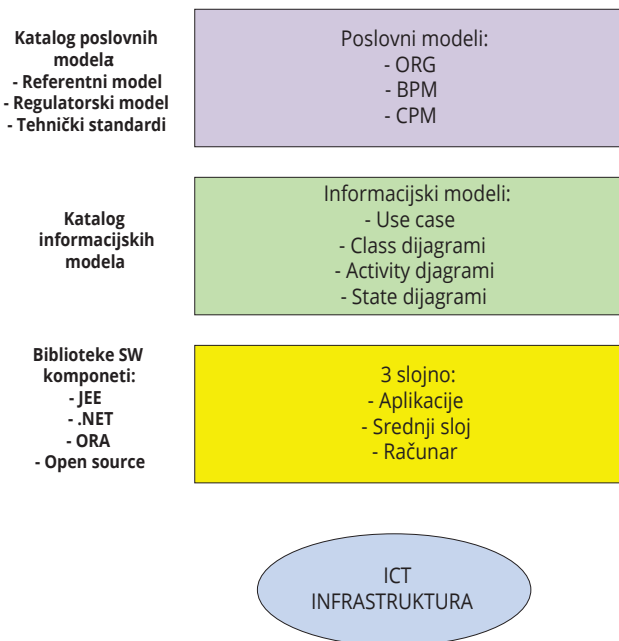 Katalog poslovnih
modela
- Referentni model
- Regulatorski model
- Tehnički standardi
Poslovni modeli:
- ORG
- BPM
- CPM
Katalog
informacijskih
modela
Informacijski modeli:
- Use case
- Class dijagrami
- Activity djagrami
- State dijagrami
Biblioteke SW
komponeti:
- JEE
- .NET
- ORA
- Open source
3 slojno:
- Aplikacije
- Srednji sloj
- Računar
ICT
INFRASTRUKTURA